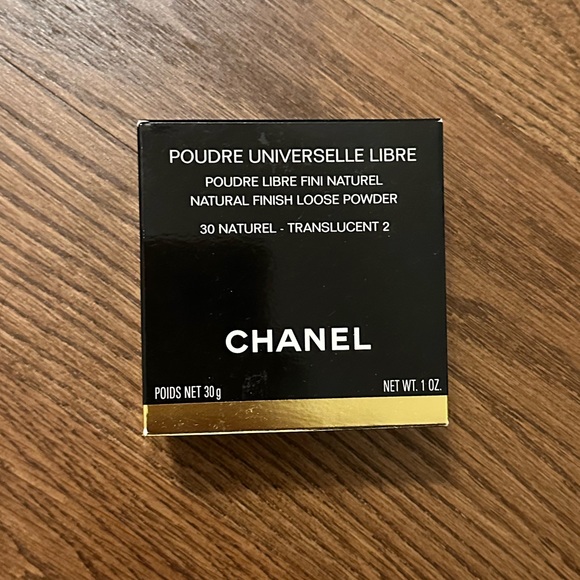 POUDRE UNIVERSELLE LIBRE
POUDRE LIBRE FINI NATUREL
NATURAL FINISH LOOSE POWDER
30 NATUREL - TRANSLUCENT 2
CHANEL
POIDS NET 30 g NET WT. 1 OZ.